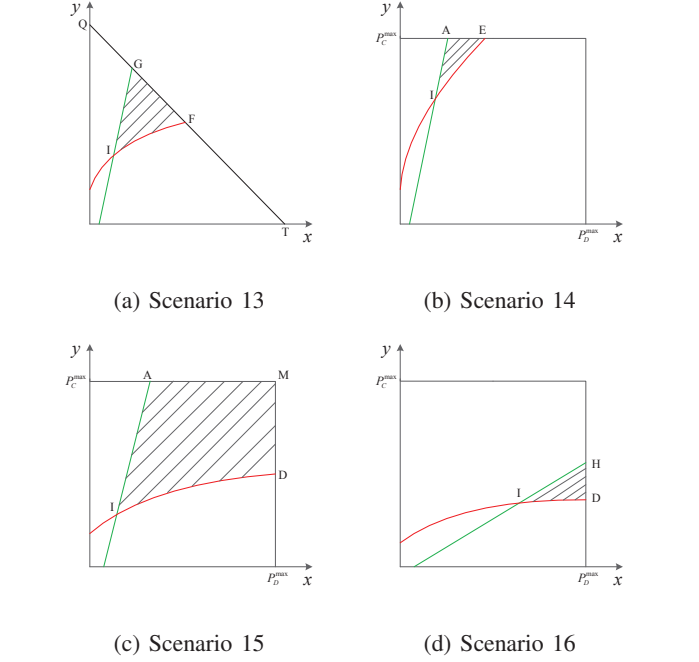 y
Q
G
F
I
T
x
(a) Scenario 13
y
P_C^max
A
E
I
P_D^max
x
(b) Scenario 14
y
P_C^max
A
M
D
I
P_D^max
x
(c) Scenario 15
y
P_C^max
H
I
D
P_D^max
x
(d) Scenario 16